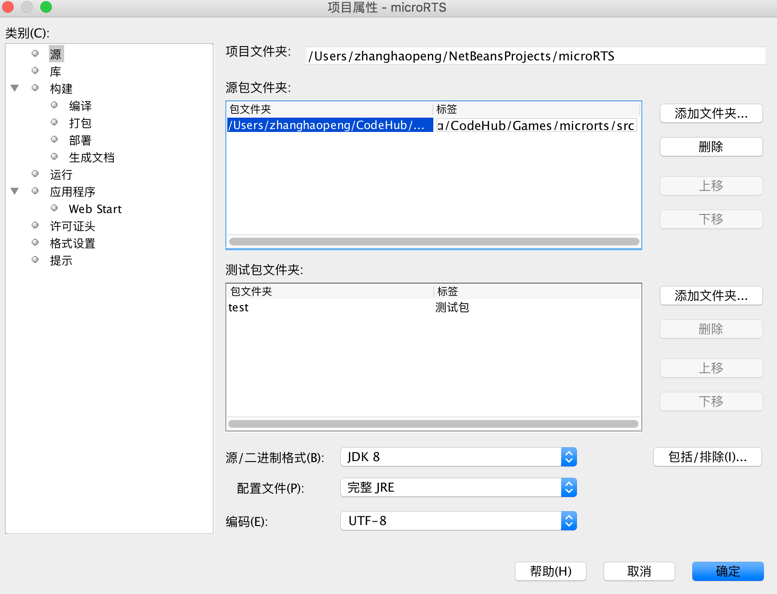 项目属性 - microRTS
类别(C):
源
库
构建
编译
打包
部署
生成文档
运行
应用程序
Web Start
许可证头
格式设置
提示
项目文件夹: /Users/zhanghaopeng/NetBeansProjects/microRTS
源包文件夹:
包文件夹 标签
/Users/zhanghaopeng/CodeHub/... a/CodeHub/Games/microrts/src
添加文件夹...
删除
上移
下移
测试包文件夹:
包文件夹 标签
test 测试包
添加文件夹...
删除
上移
下移
源/二进制格式(B): JDK 8
包括/排除(I)...
配置文件(P): 完整 JRE
编码(E): UTF-8
帮助(H) 取消 确定